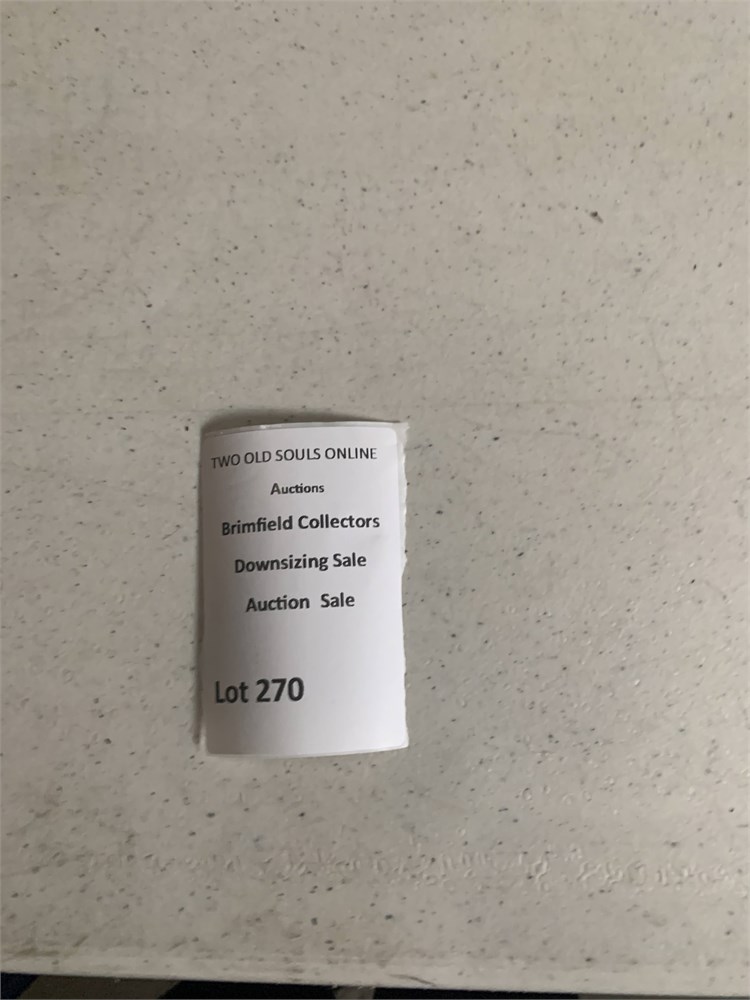 TWO OLD SOULS ONLINE
Auctions
Brimfield Collectors
Downsizing Sale
Auction Sale
Lot 270